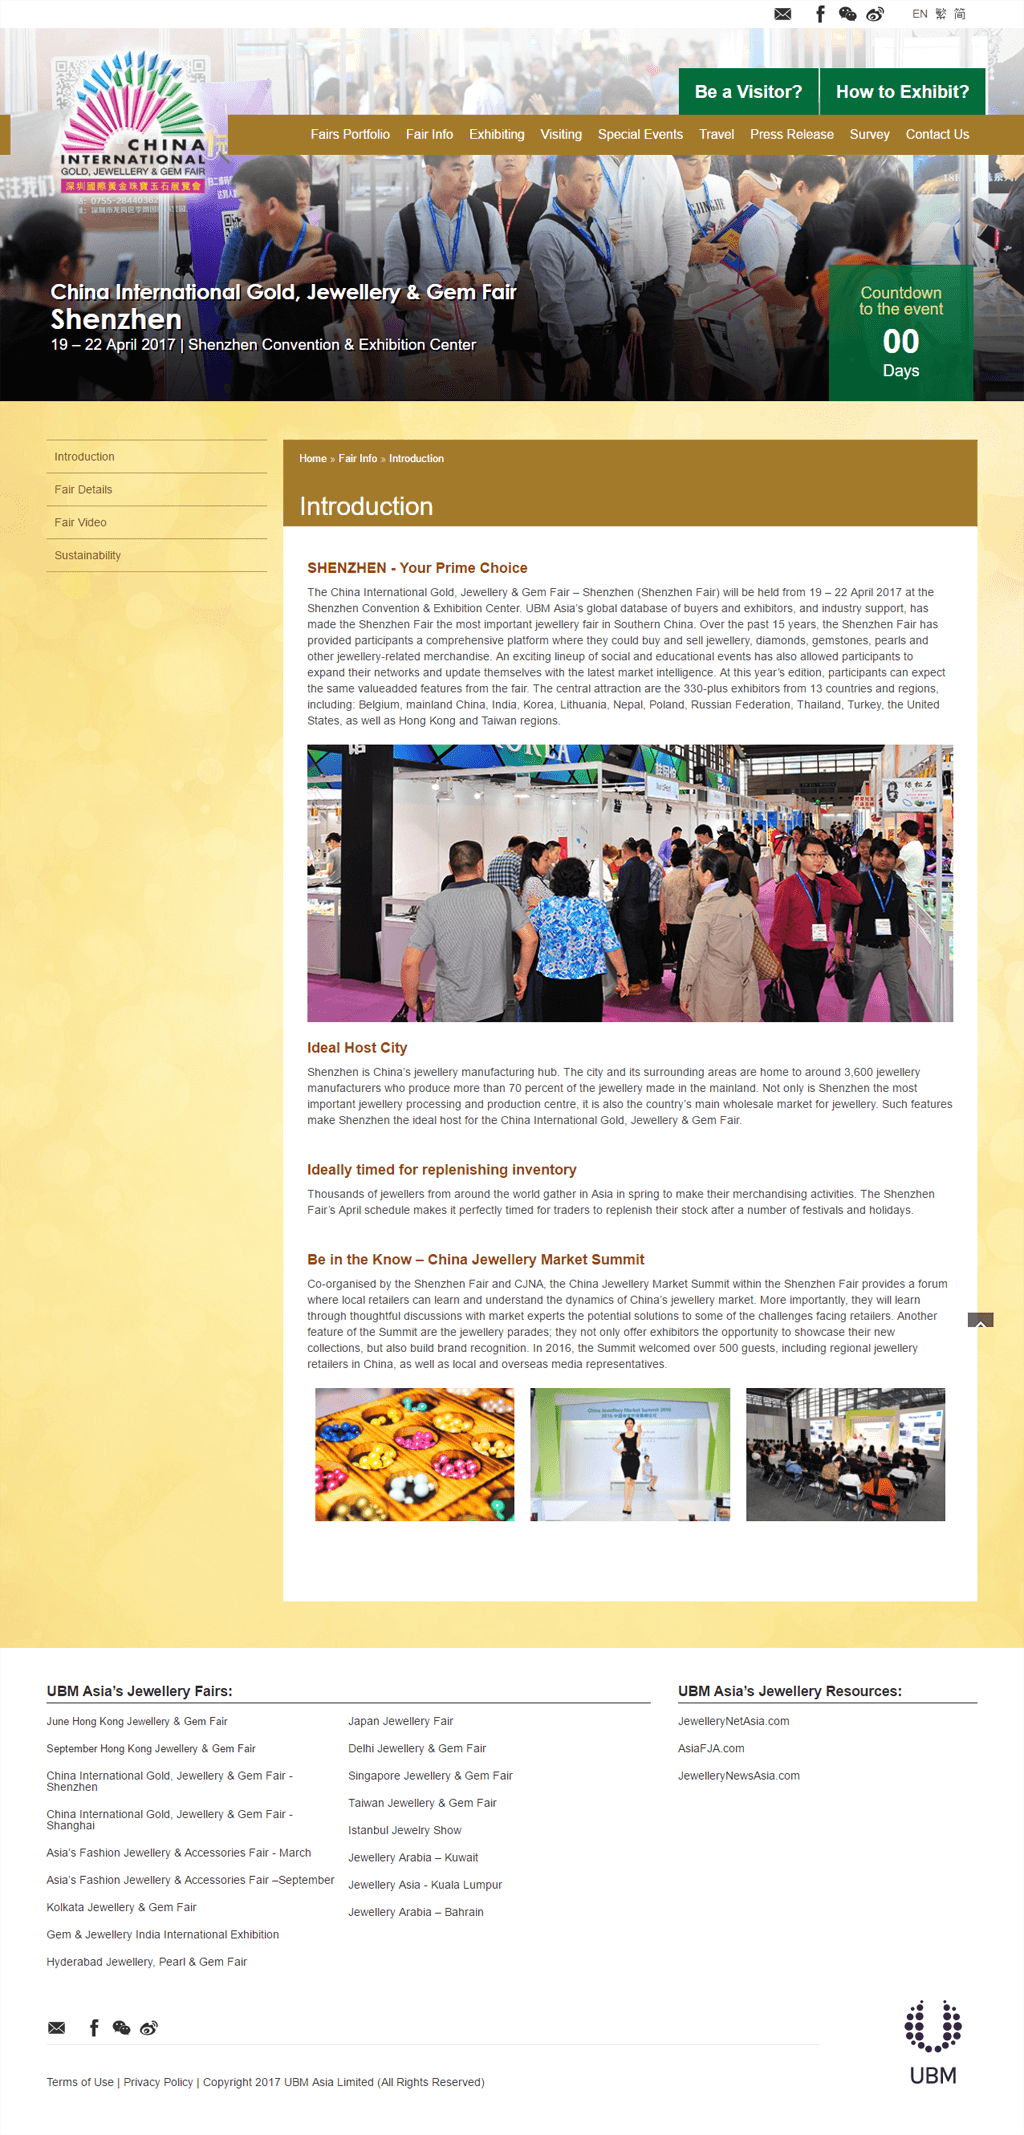 EN 繁 简
Be a Visitor?
How to Exhibit?
CHINA
INTERNATIONAL
GOLD, JEWELLERY & GEM FAIR
深圳國際黃金珠寶玉石展覽會
Fairs Portfolio Fair Info Exhibiting Visiting Special Events Travel Press Release Survey Contact Us
China International Gold, Jewellery & Gem Fair
Shenzhen
19 – 22 April 2017 | Shenzhen Convention & Exhibition Center
Countdown
to the event
00
Days
Introduction
Fair Details
Fair Video
Sustainability
Home » Fair Info » Introduction
Introduction
SHENZHEN - Your Prime Choice
The China International Gold, Jewellery & Gem Fair – Shenzhen (Shenzhen Fair) will be held from 19 – 22 April 2017 at the
Shenzhen Convention & Exhibition Center. UBM Asia’s global database of buyers and exhibitors, and industry support, has
made the Shenzhen Fair the most important jewellery fair in Southern China. Over the past 15 years, the Shenzhen Fair has
provided participants a comprehensive platform where they could buy and sell jewellery, diamonds, gemstones, pearls and
other jewellery-related merchandise. An exciting lineup of social and educational events has also allowed participants to
expand their networks and update themselves with the latest market intelligence. At this year’s edition, participants can expect
the same valueadded features from the fair. The central attraction are the 330-plus exhibitors from 13 countries and regions,
including: Belgium, mainland China, India, Korea, Lithuania, Nepal, Poland, Russian Federation, Thailand, Turkey, the United
States, as well as Hong Kong and Taiwan regions.
KOREA
绿松石
Ideal Host City
Shenzhen is China’s jewellery manufacturing hub. The city and its surrounding areas are home to around 3,600 jewellery
manufacturers who produce more than 70 percent of the jewellery made in the mainland. Not only is Shenzhen the most
important jewellery processing and production centre, it is also the country’s main wholesale market for jewellery. Such features
make Shenzhen the ideal host for the China International Gold, Jewellery & Gem Fair.
Ideally timed for replenishing inventory
Thousands of jewellers from around the world gather in Asia in spring to make their merchandising activities. The Shenzhen
Fair’s April schedule makes it perfectly timed for traders to replenish their stock after a number of festivals and holidays.
Be in the Know – China Jewellery Market Summit
Co-organised by the Shenzhen Fair and CJNA, the China Jewellery Market Summit within the Shenzhen Fair provides a forum
where local retailers can learn and understand the dynamics of China’s jewellery market. More importantly, they will learn
through thoughtful discussions with market experts the potential solutions to some of the challenges facing retailers. Another
feature of the Summit are the jewellery parades; they not only offer exhibitors the opportunity to showcase their new
collections, but also build brand recognition. In 2016, the Summit welcomed over 500 guests, including regional jewellery
retailers in China, as well as local and overseas media representatives.
China Jewellery Market Summit 2016
UBM Asia’s Jewellery Fairs:
June Hong Kong Jewellery & Gem Fair
September Hong Kong Jewellery & Gem Fair
China International Gold, Jewellery & Gem Fair -
Shenzhen
China International Gold, Jewellery & Gem Fair -
Shanghai
Asia’s Fashion Jewellery & Accessories Fair - March
Asia’s Fashion Jewellery & Accessories Fair –September
Kolkata Jewellery & Gem Fair
Gem & Jewellery India International Exhibition
Hyderabad Jewellery, Pearl & Gem Fair
Japan Jewellery Fair
Delhi Jewellery & Gem Fair
Singapore Jewellery & Gem Fair
Taiwan Jewellery & Gem Fair
Istanbul Jewelry Show
Jewellery Arabia – Kuwait
Jewellery Asia - Kuala Lumpur
Jewellery Arabia – Bahrain
UBM Asia’s Jewellery Resources:
JewelleryNetAsia.com
AsiaFJA.com
JewelleryNewsAsia.com
UBM
Terms of Use | Privacy Policy | Copyright 2017 UBM Asia Limited (All Rights Reserved)